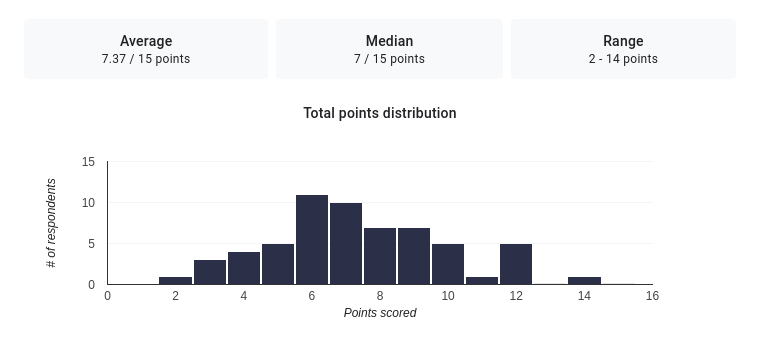 Average
7.37 / 15 points
Median
7 / 15 points
Range
2 - 14 points
Total points distribution
# of respondents
15
10
5
0
0 2 4 6 8 10 12 14 16
Points scored